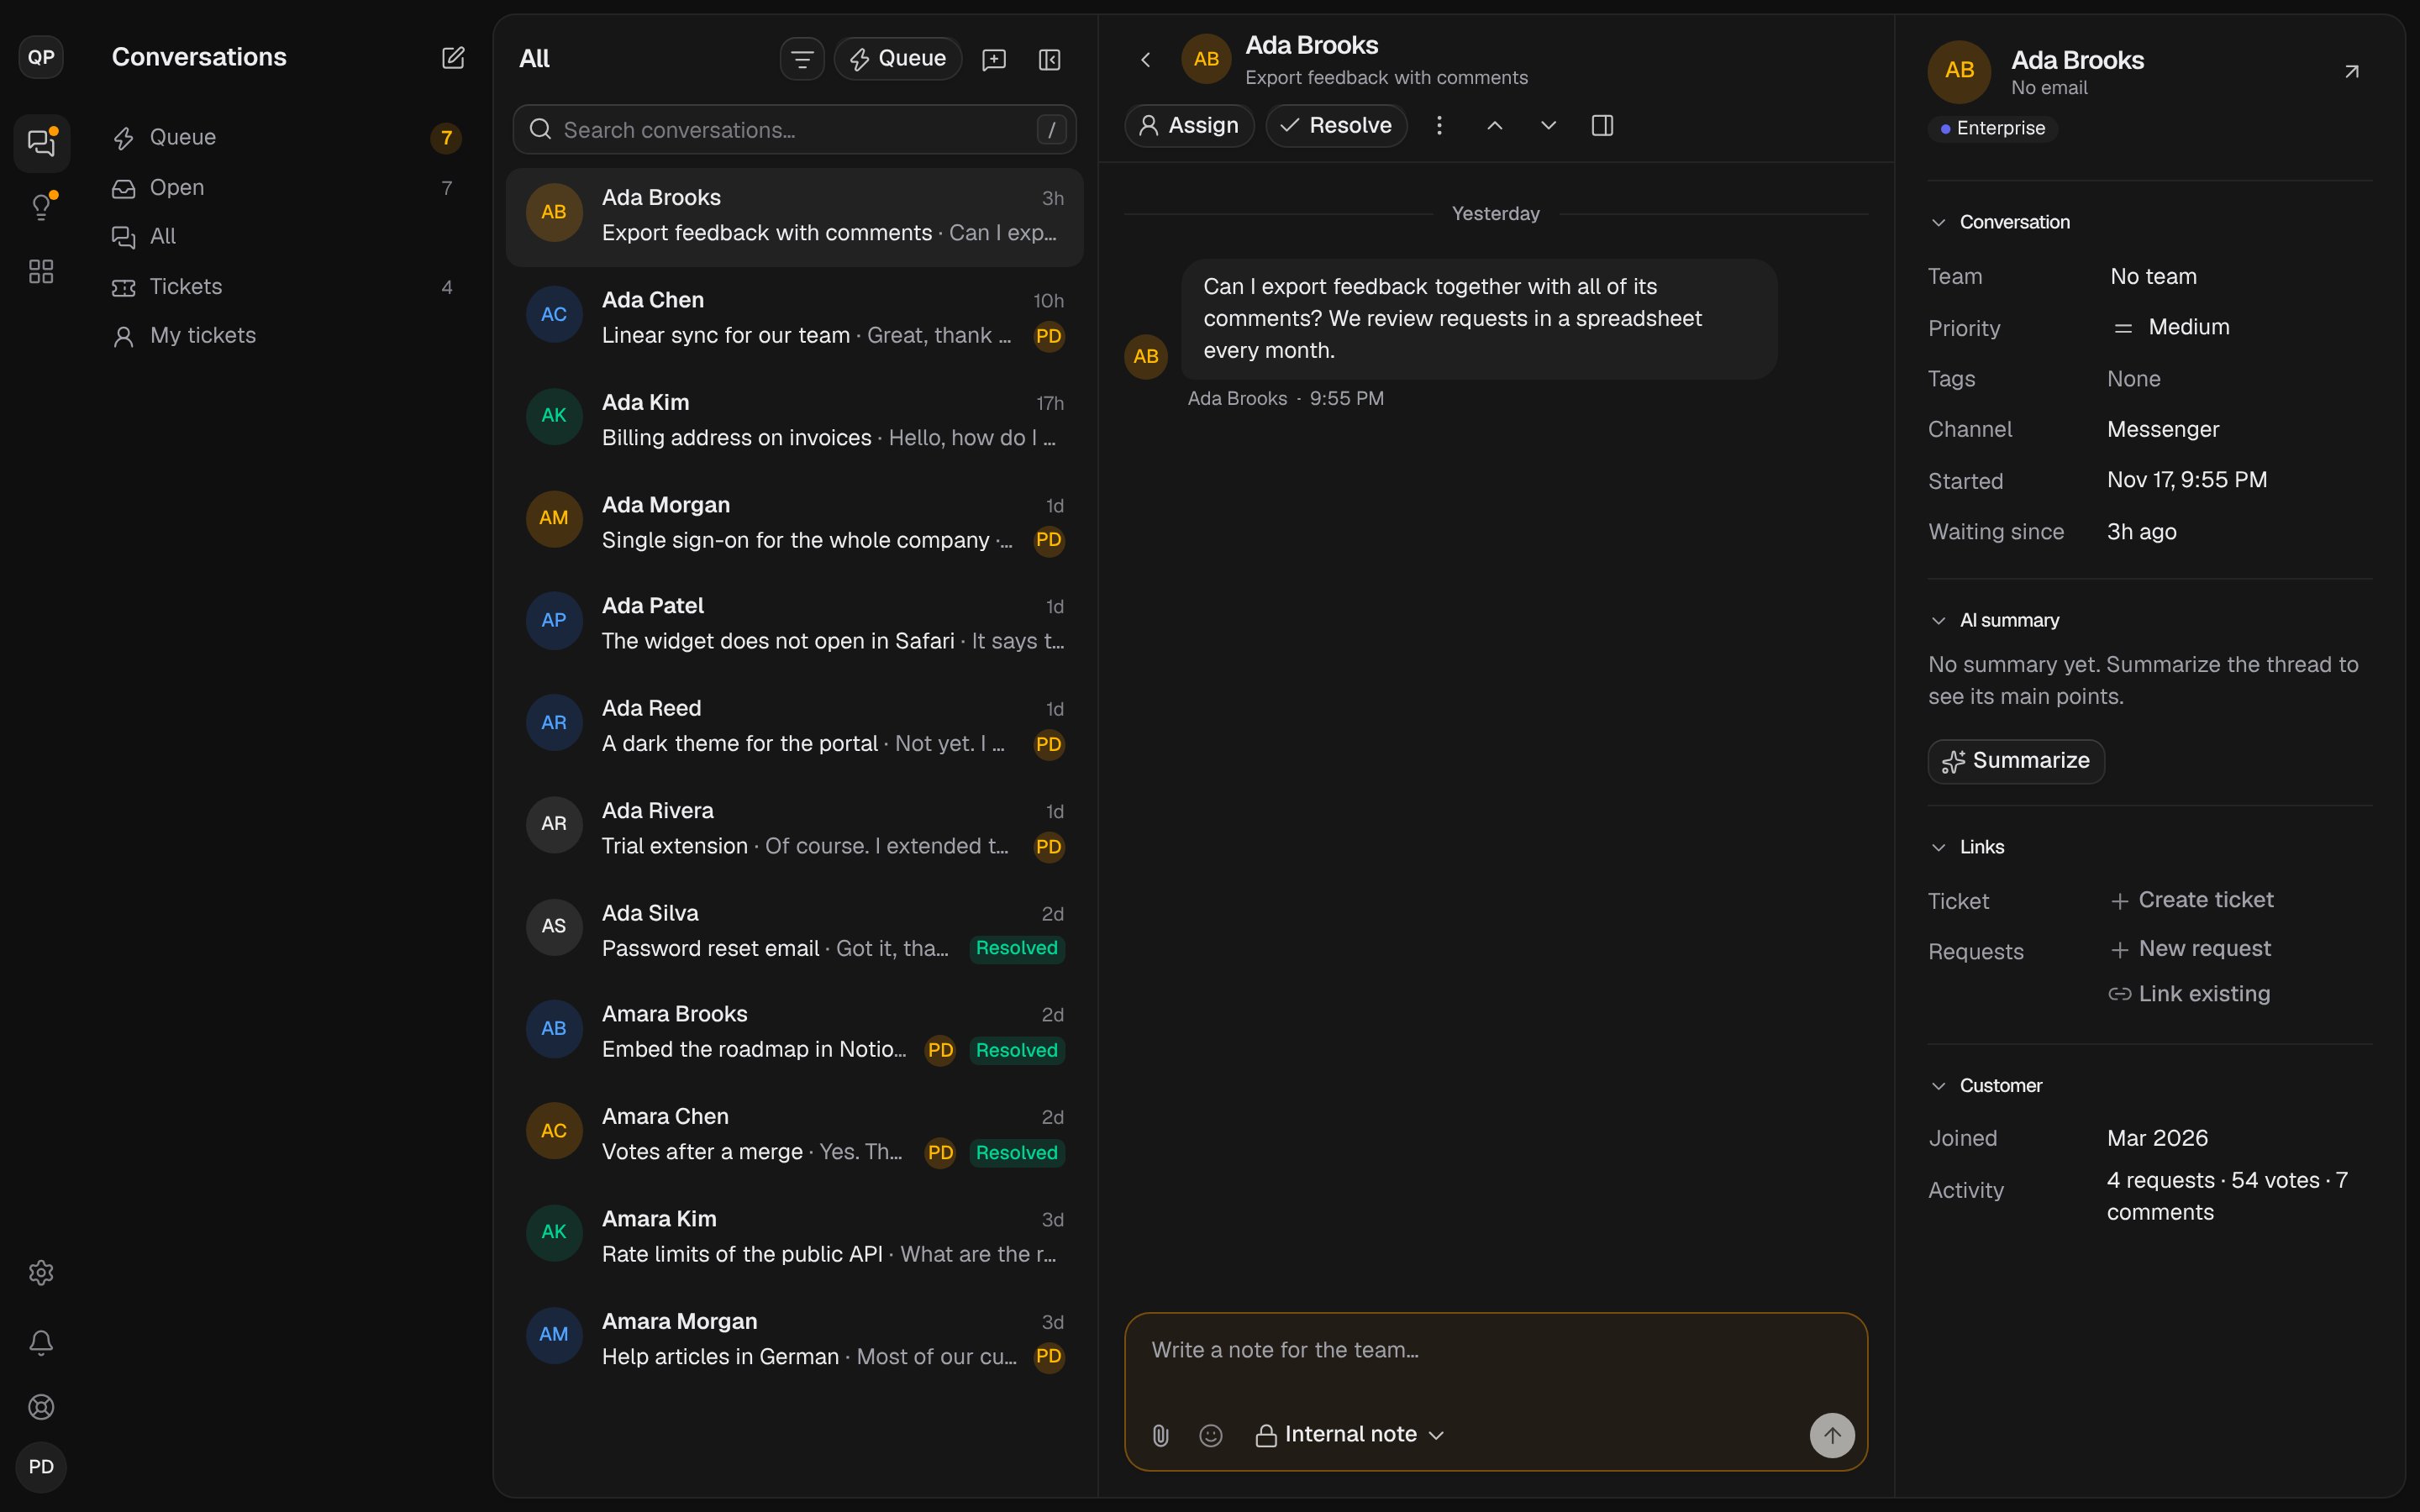 QP
Conversations
Queue 7
Open 7
All
Tickets 4
My tickets
PD
All
Queue
Search conversations... /
AB Ada Brooks 3h
Export feedback with comments · Can I exp...
AC Ada Chen 10h
Linear sync for our team · Great, thank ... PD
AK Ada Kim 17h
Billing address on invoices · Hello, how do I ...
AM Ada Morgan 1d
Single sign-on for the whole company ·... PD
AP Ada Patel 1d
The widget does not open in Safari · It says t...
AR Ada Reed 1d
A dark theme for the portal · Not yet. I ... PD
AR Ada Rivera 1d
Trial extension · Of course. I extended t... PD
AS Ada Silva 2d
Password reset email · Got it, tha... Resolved
AB Amara Brooks 2d
Embed the roadmap in Notio... PD Resolved
AC Amara Chen 2d
Votes after a merge · Yes. Th... PD Resolved
AK Amara Kim 3d
Rate limits of the public API · What are the r...
AM Amara Morgan 3d
Help articles in German · Most of our cu... PD
AB Ada Brooks
Export feedback with comments
Assign Resolve
Yesterday
Can I export feedback together with all of its
comments? We review requests in a spreadsheet
every month.
AB
Ada Brooks · 9:55 PM
Write a note for the team...
Internal note
AB Ada Brooks
No email
Enterprise
Conversation
Team No team
Priority Medium
Tags None
Channel Messenger
Started Nov 17, 9:55 PM
Waiting since 3h ago
AI summary
No summary yet. Summarize the thread to
see its main points.
Summarize
Links
Ticket Create ticket
Requests New request
Link existing
Customer
Joined Mar 2026
Activity 4 requests · 54 votes · 7
comments